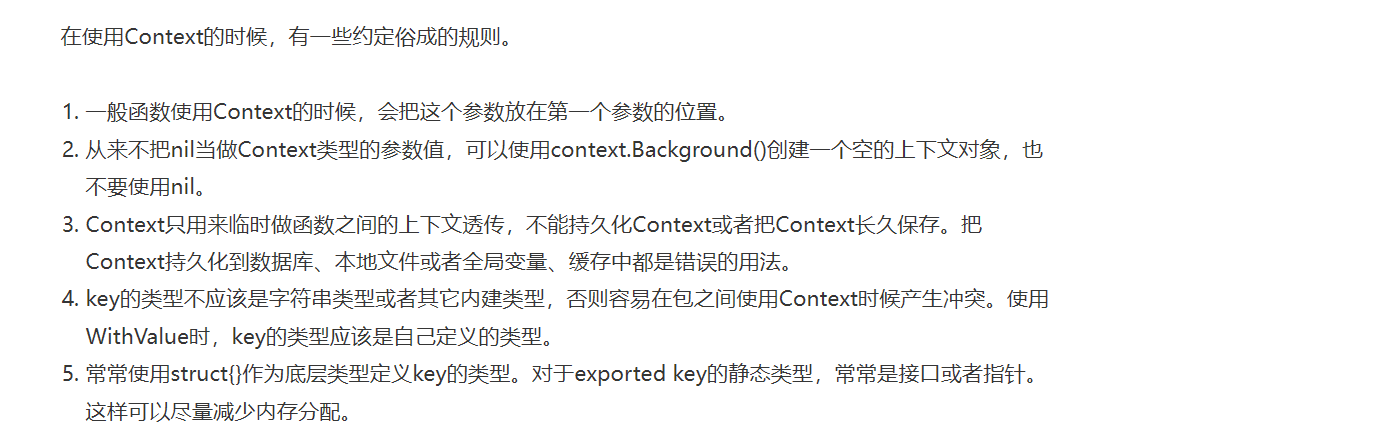 在使用Context的时候，有一些约定俗成的规则。
1. 一般函数使用Context的时候，会把这个参数放在第一个参数的位置。
2. 从来不把nil当做Context类型的参数值，可以使用context.Background()创建一个空的上下文对象，也
不要使用nil。
3. Context只用来临时做函数之间的上下文透传，不能持久化Context或者把Context长久保存。把
Context持久化到数据库、本地文件或者全局变量、缓存中都是错误的用法。
4. key的类型不应该是字符串类型或者其它内建类型，否则容易在包之间使用Context时候产生冲突。使用
WithValue时，key的类型应该是自己定义的类型。
5. 常常使用struct{}作为底层类型定义key的类型。对于exported key的静态类型，常常是接口或者指针。
这样可以尽量减少内存分配。